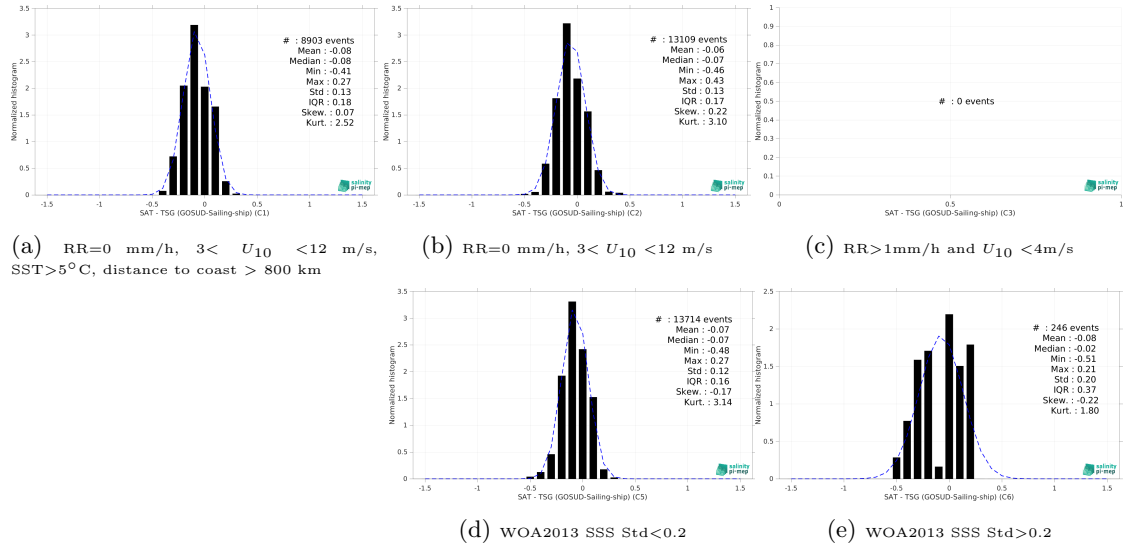 3.5
3
2.5
2
1.5
1
0.5
0
Normalized histogram
# : 8903 events
Mean : -0.08
Median : -0.08
Min : -0.41
Max : 0.27
Std : 0.13
IQR : 0.18
Skew. : 0.07
Kurt. : 2.52
salinity
pi-mep
-1.5 -1 -0.5 0 0.5 1 1.5
SAT - TSG (GOSUD-Sailing-ship) (C1)
(a) RR=0 mm/h, 3< U10 <12 m/s,
SST>5°C, distance to coast > 800 km
3.5
3
2.5
2
1.5
1
0.5
0
Normalized histogram
# : 13109 events
Mean : -0.06
Median : -0.07
Min : -0.46
Max : 0.43
Std : 0.13
IQR : 0.17
Skew. : 0.22
Kurt. : 3.10
salinity
pi-mep
-1.5 -1 -0.5 0 0.5 1 1.5
SAT - TSG (GOSUD-Sailing-ship) (C2)
(b) RR=0 mm/h, 3< U10 <12 m/s
1
0.9
0.8
0.7
0.6
0.5
0.4
0.3
0.2
0.1
0
Normalized histogram
# : 0 events
salinity
pi-mep
0 0.5 1
SAT - TSG (GOSUD-Sailing-ship) (C3)
(c) RR>1mm/h and U10 <4m/s
3.5
3
2.5
2
1.5
1
0.5
0
Normalized histogram
# : 13714 events
Mean : -0.07
Median : -0.07
Min : -0.48
Max : 0.27
Std : 0.12
IQR : 0.16
Skew. : -0.17
Kurt. : 3.14
salinity
pi-mep
-1.5 -1 -0.5 0 0.5 1 1.5
SAT - TSG (GOSUD-Sailing-ship) (C5)
(d) WOA2013 SSS Std<0.2
2.5
2
1.5
1
0.5
0
Normalized histogram
# : 246 events
Mean : -0.08
Median : -0.02
Min : -0.51
Max : 0.21
Std : 0.20
IQR : 0.37
Skew. : -0.22
Kurt. : 1.80
salinity
pi-mep
-1.5 -1 -0.5 0 0.5 1 1.5
SAT - TSG (GOSUD-Sailing-ship) (C6)
(e) WOA2013 SSS Std>0.2